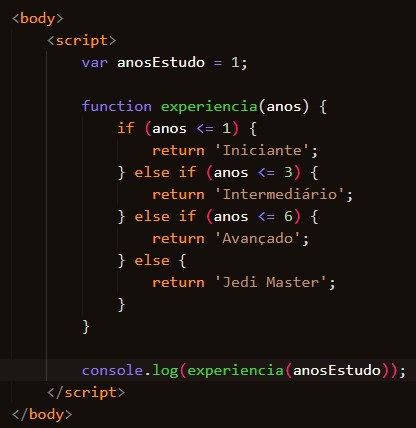 <body>
<script>
var anosEstudo = 1;
function experiencia(anos) {
if (anos <= 1) {
return 'Iniciante';
} else if (anos <= 3) {
return 'Intermediário';
} else if (anos <= 6) {
return 'Avançado';
} else {
return 'Jedi Master';
}
}
console.log(experiencia(anosEstudo));
</script>
</body>